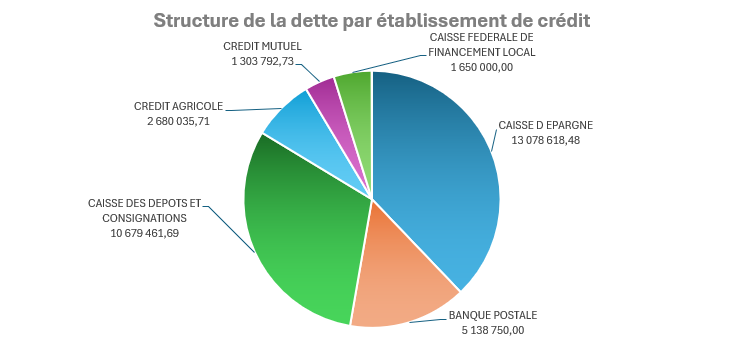 Structure de la dette par établissement de crédit
CAISSE FEDERALE DE
FINANCEMENT LOCAL
1 650 000,00
CREDIT MUTUEL
1 303 792,73
CREDIT AGRICOLE
2 680 035,71
CAISSE D EPARGNE
13 078 618,48
CAISSE DES DEPOTS ET
CONSIGNATIONS
10 679 461,69
BANQUE POSTALE
5 138 750,00